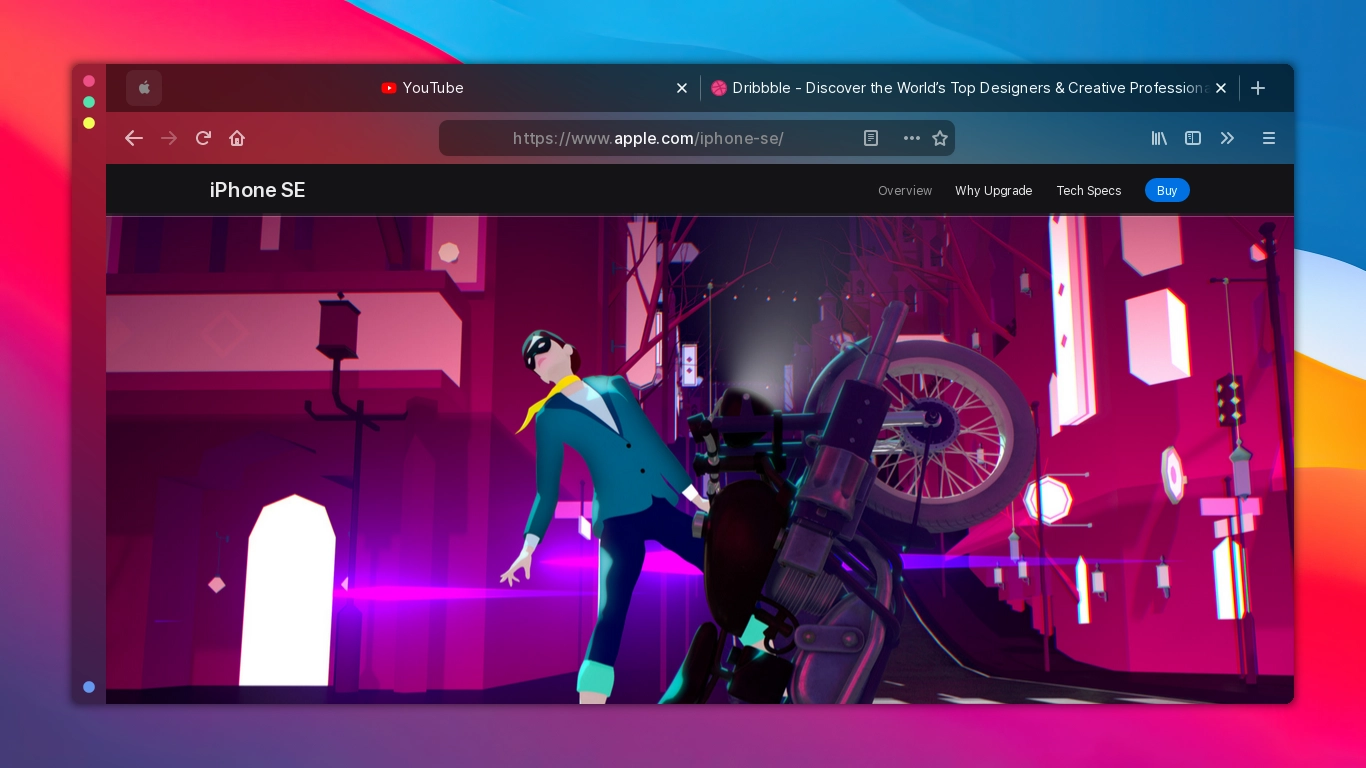 YouTube
Dribbble - Discover the World's Top Designers & Creative Professiona
https://www.apple.com/iphone-se/
iPhone SE
Overview
Why Upgrade
Tech Specs
Buy